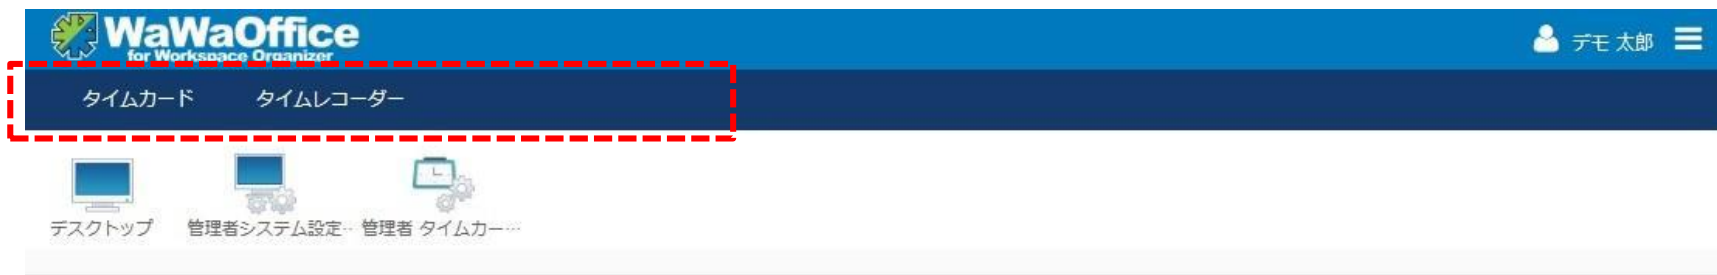 WaWaOffice
for Workspace Organizer
デモ 太郎
タイムカード タイムレコーダー
デスクトップ 管理者システム設定… 管理者 タイムカー…